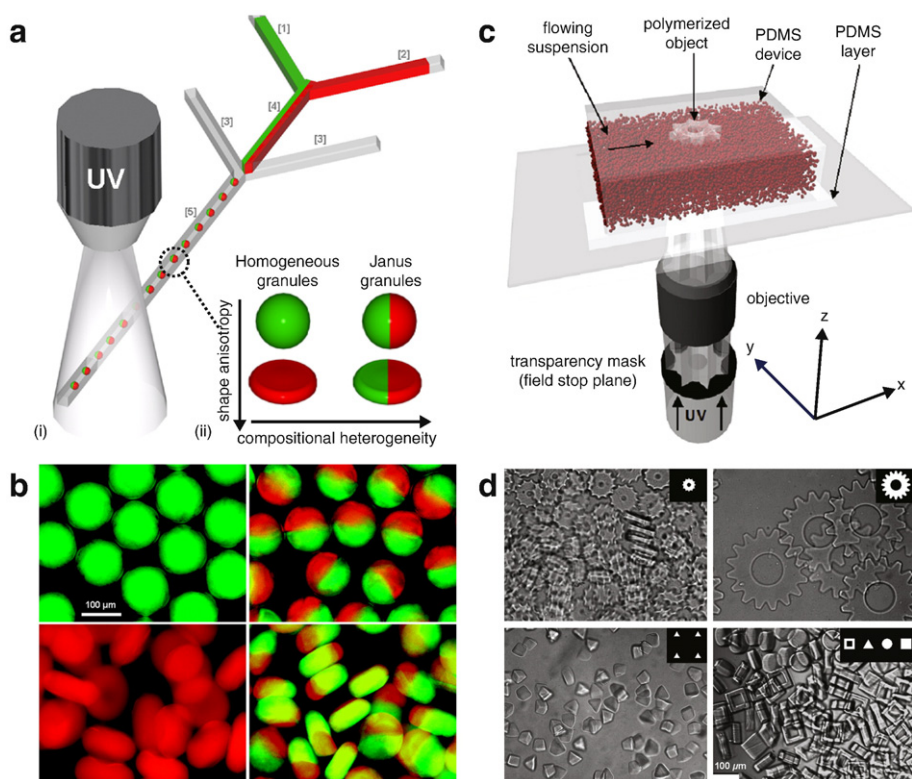 a
[1]
[2]
[4]
[3]
[3]
UV
[5]
Homogeneous
granules
Janus
granules
shape anisotropy
(i)
(ii)
compositional heterogeneity
b
100 µm
c
flowing
suspension
polymerized
object
PDMS
device
PDMS
layer
objective
transparency mask
(field stop plane)
UV
z
y
x
d
100 µm